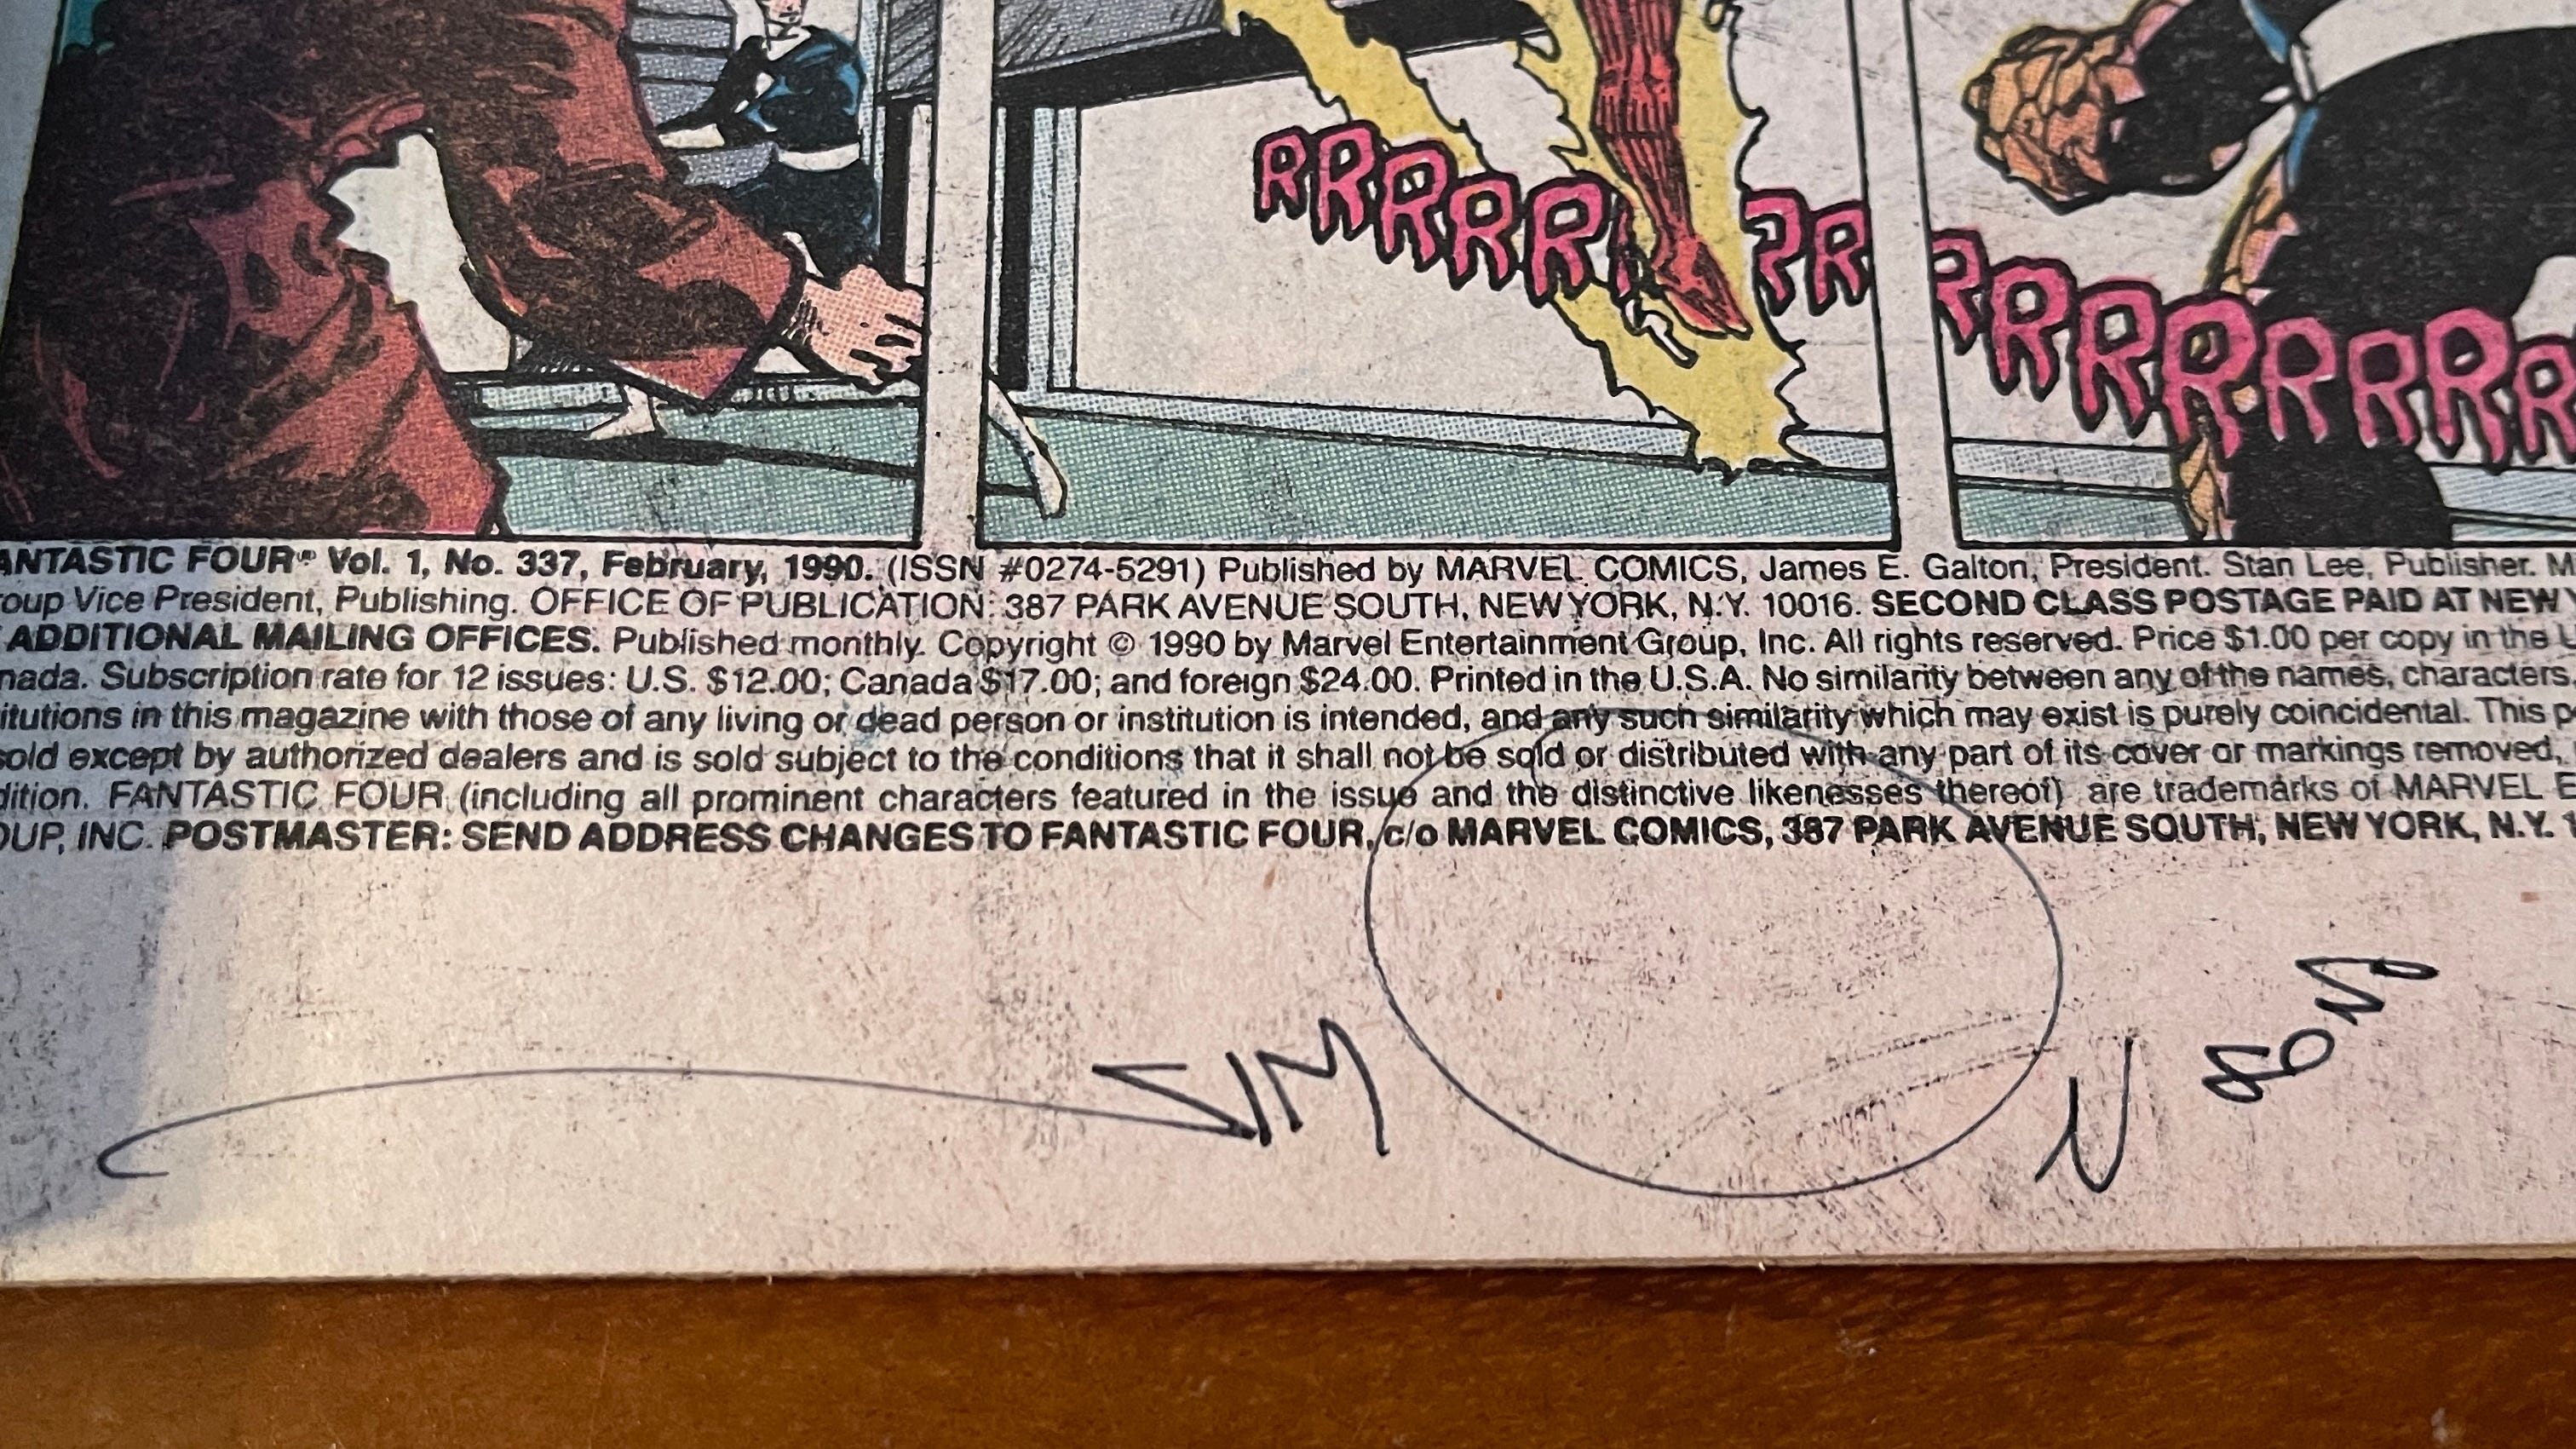 RRRRR RR
RRRRRRRR
ANTASTIC FOUR® Vol. 1, No. 337, February, 1990. (ISSN #0274-5291) Published by MARVEL COMICS, James E. Galton, President. Stan Lee, Publisher. M
oup Vice President, Publishing. OFFICE OF PUBLICATION: 387 PARK AVENUE SOUTH, NEW YORK, N.Y. 10016. SECOND CLASS POSTAGE PAID AT NEW Y
ADDITIONAL MAILING OFFICES. Published monthly. Copyright © 1990 by Marvel Entertainment Group, Inc. All rights reserved. Price $1.00 per copy in the U
nada. Subscription rate for 12 issues: U.S. $12.00; Canada $17.00; and foreign $24.00. Printed in the U.S.A. No similarity between any of the names, characters,
itutions in this magazine with those of any living or dead person or institution is intended, and any such similarity which may exist is purely coincidental. This p
sold except by authorized dealers and is sold subject to the conditions that it shall not be sold or distributed with any part of its cover or markings removed,
dition. FANTASTIC FOUR (including all prominent characters featured in the issue and the distinctive likenesses thereof) are trademarks of MARVEL E
OUP, INC. POSTMASTER: SEND ADDRESS CHANGES TO FANTASTIC FOUR, c/o MARVEL COMICS, 387 PARK AVENUE SOUTH, NEW YORK, N.Y. 1